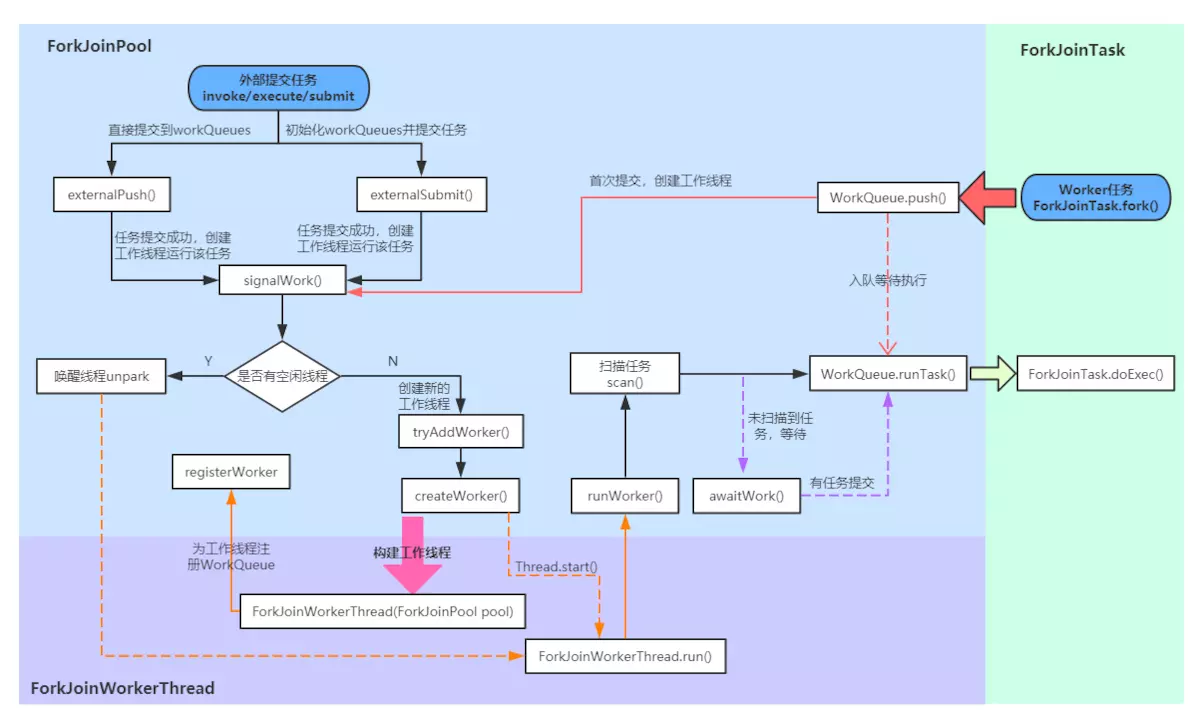 ForkJoinPool
ForkJoinTask
外部提交任务
invoke/execute/submit
直接提交到workQueues
初始化workQueues并提交任务
externalPush()
externalSubmit()
首次提交，创建工作线程
WorkQueue.push()
Worker任务
ForkJoinTask.fork()
任务提交成功，创建
工作线程运行该任务
任务提交成功，创建
工作线程运行该任务
signalWork()
入队等待执行
唤醒线程unpark
Y
是否有空闲线程
N
创建新的
工作线程
扫描任务
scan()
WorkQueue.runTask()
ForkJoinTask.doExec()
tryAddWorker()
未扫描到任
务，等待
registerWorker
createWorker()
runWorker()
awaitWork()
有任务提交
为工作线程注
册WorkQueue
构建工作线程
Thread.start()
ForkJoinWorkerThread(ForkJoinPool pool)
ForkJoinWorkerThread.run()
ForkJoinWorkerThread